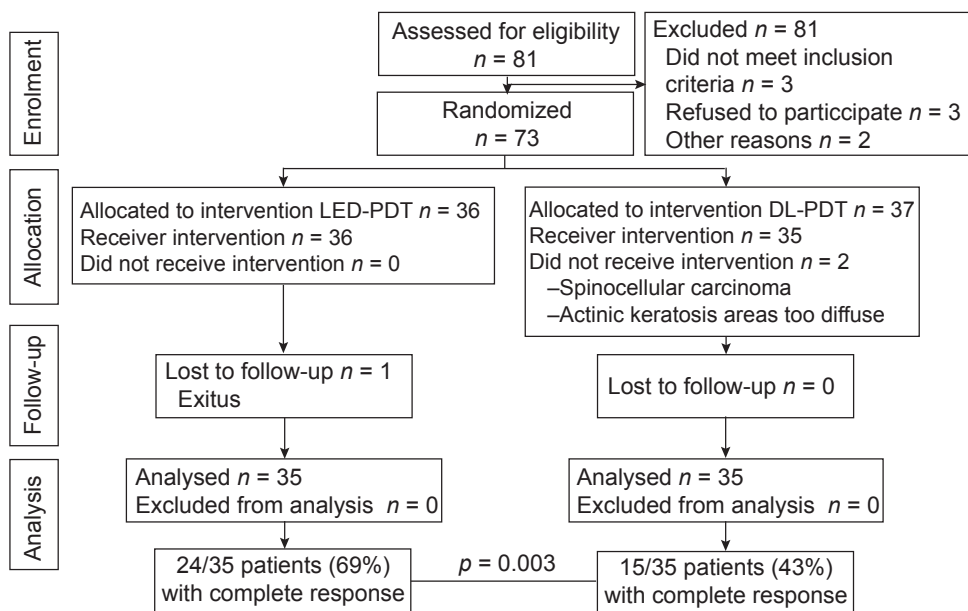 Enrolment
Assessed for eligibility
n = 81
Excluded n = 81
Did not meet inclusion
criteria n = 3
Refused to particcipate n = 3
Other reasons n = 2
Randomized
n = 73
Allocation
Allocated to intervention LED-PDT n = 36
Receiver intervention n = 36
Did not receive intervention n = 0
Allocated to intervention DL-PDT n = 37
Receiver intervention n = 35
Did not receive intervention n = 2
–Spinocellular carcinoma
–Actinic keratosis areas too diffuse
Follow-up
Lost to follow-up n = 1
Exitus
Lost to follow-up n = 0
Analysis
Analysed n = 35
Excluded from analysis n = 0
Analysed n = 35
Excluded from analysis n = 0
24/35 patients (69%)
with complete response
p = 0.003
15/35 patients (43%)
with complete response